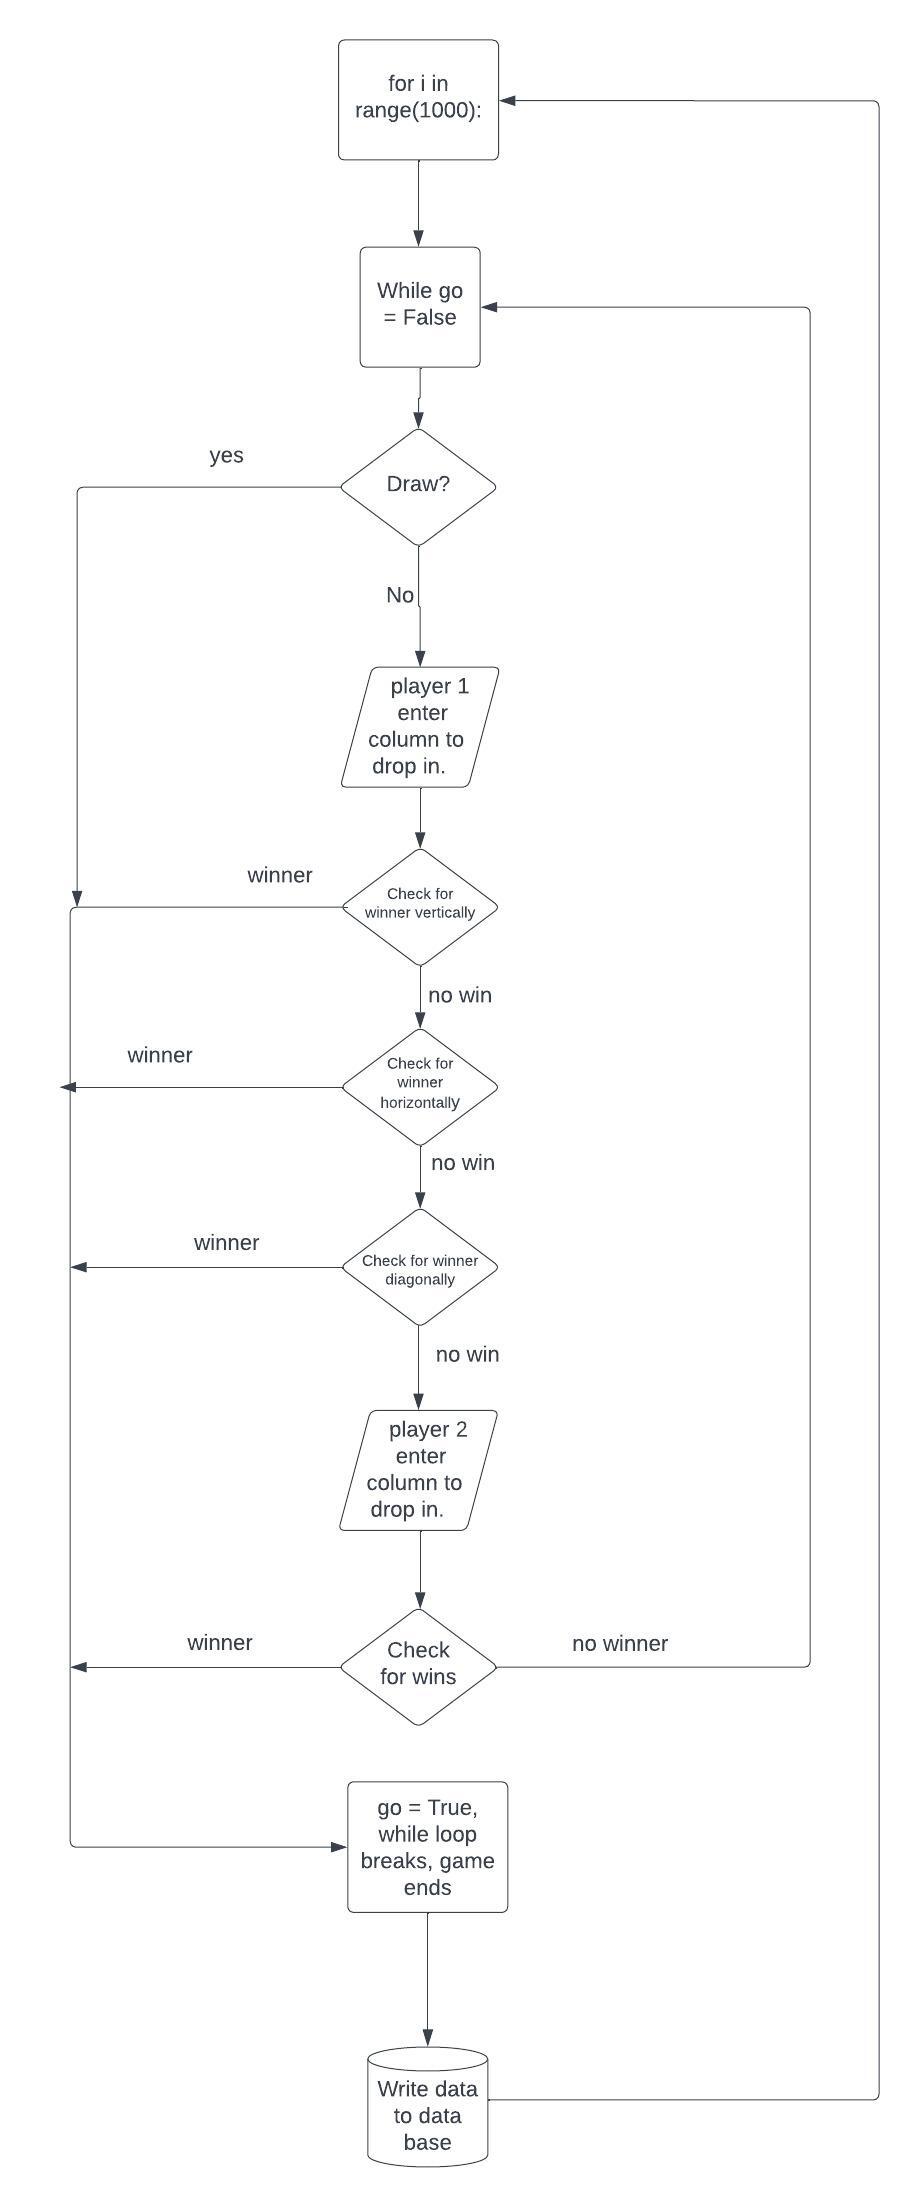 for i in
range(1000):
While go
= False
yes
Draw?
No
player 1
enter
column to
drop in.
winner
Check for
winner vertically
no win
winner
Check for
winner
horizontally
no win
winner
Check for winner
diagonally
no win
player 2
enter
column to
drop in.
winner
Check
for wins
no winner
go = True,
while loop
breaks, game
ends
Write data
to data
base